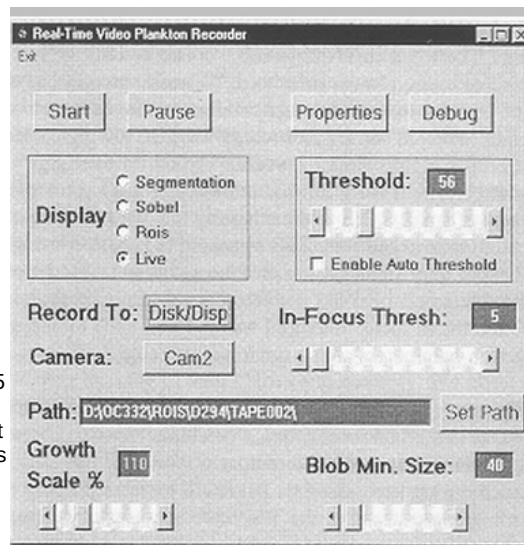 Real-Time Video Plankton Recorder
Exit
Start Pause Properties Debug
Display
Segmentation
Sobel
Rois
Live
Threshold: 56
Enable Auto Threshold
Record To: Disk/Disp
In-Focus Thresh: 5
Camera: Cam2
5
Path: D:\OC332\ROIS\D294\TAPE002\ Set Path
t
s
Growth
Scale % 110
Blob Min. Size: 40